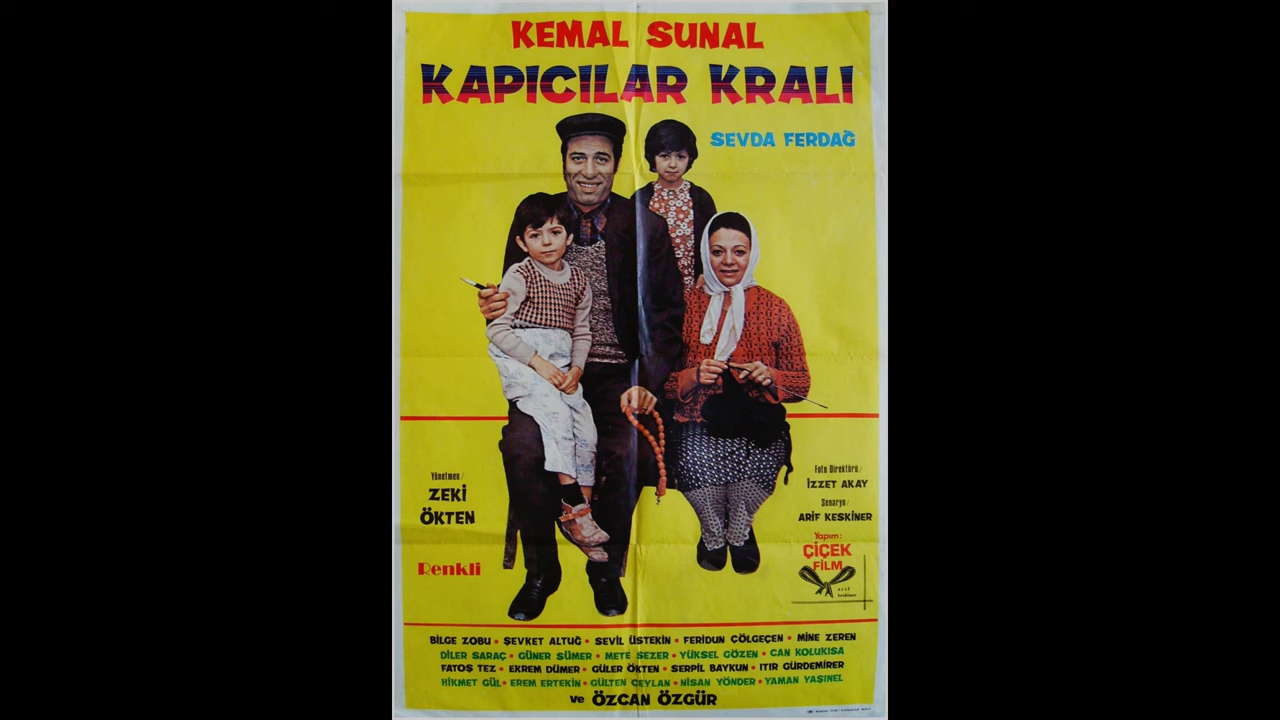 KEMAL SUNAL
KAPICILAR KRALI
SEVDA FERDAĞ
Yönetmen/
ZEKİ
ÖKTEN
Renkli
Foto Direktörü/
İZZET AKAY
Senaryo/
ARİF KESKİNER
Yapım:
ÇİÇEK
FİLM
arif
keskiner
BİLGE ZOBU • ŞEVKET ALTUĞ • SEVİL ÜSTEKİN • FERİDUN ÇÖLGEÇEN • MİNE ZEREN
DİLER SARAÇ • GÜNER SÜMER • METE SEZER • YÜKSEL GÖZEN • CAN KOLUKISA
FATOŞ TEZ • EKREM DÜMER • GÜLER ÖKTEN • SERPİL BAYKUN • ITIR GÜRDEMİRER
HİKMET GÜL • EREM ERTEKİN • GÜLTEN CEYLAN • NİSAN YÖNDER • YAMAN YAŞINEL
ve ÖZCAN ÖZGÜR